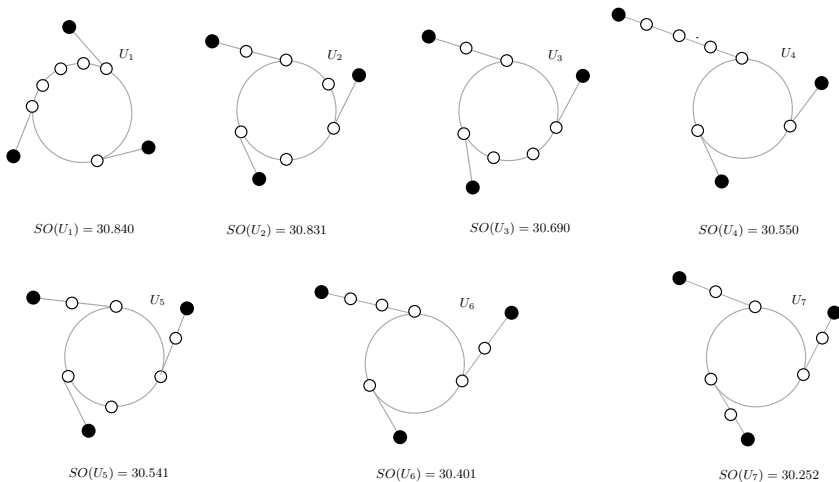 U₁
U₂
U₃
U₄
SO(U₁) = 30.840
SO(U₂) = 30.831
SO(U₃) = 30.690
SO(U₄) = 30.550
U₅
U₆
U₇
SO(U₅) = 30.541
SO(U₆) = 30.401
SO(U₇) = 30.252